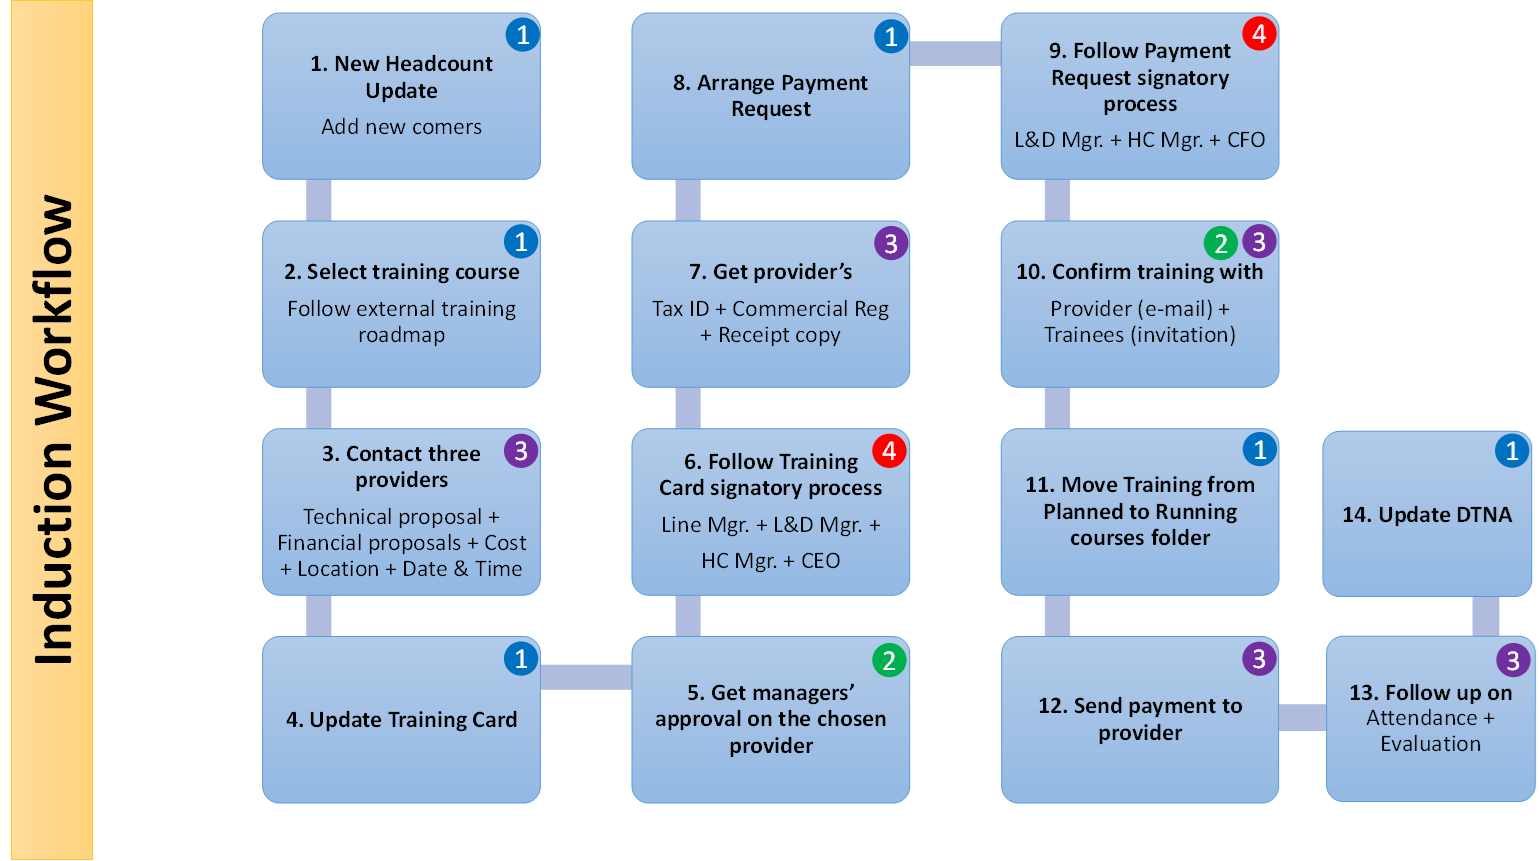 Induction Workflow
1
1. New Headcount
Update
Add new comers
1
2. Select training course
Follow external training
roadmap
3
3. Contact three
providers
Technical proposal +
Financial proposals + Cost
+ Location + Date & Time
1
4. Update Training Card
2
5. Get managers’
approval on the chosen
provider
4
6. Follow Training
Card signatory process
Line Mgr. + L&D Mgr. +
HC Mgr. + CEO
3
7. Get provider’s
Tax ID + Commercial Reg
+ Receipt copy
1
8. Arrange Payment
Request
4
9. Follow Payment
Request signatory
process
L&D Mgr. + HC Mgr. + CFO
2 3
10. Confirm training with
Provider (e-mail) +
Trainees (invitation)
1
11. Move Training from
Planned to Running
courses folder
3
12. Send payment to
provider
3
13. Follow up on
Attendance +
Evaluation
1
14. Update DTNA